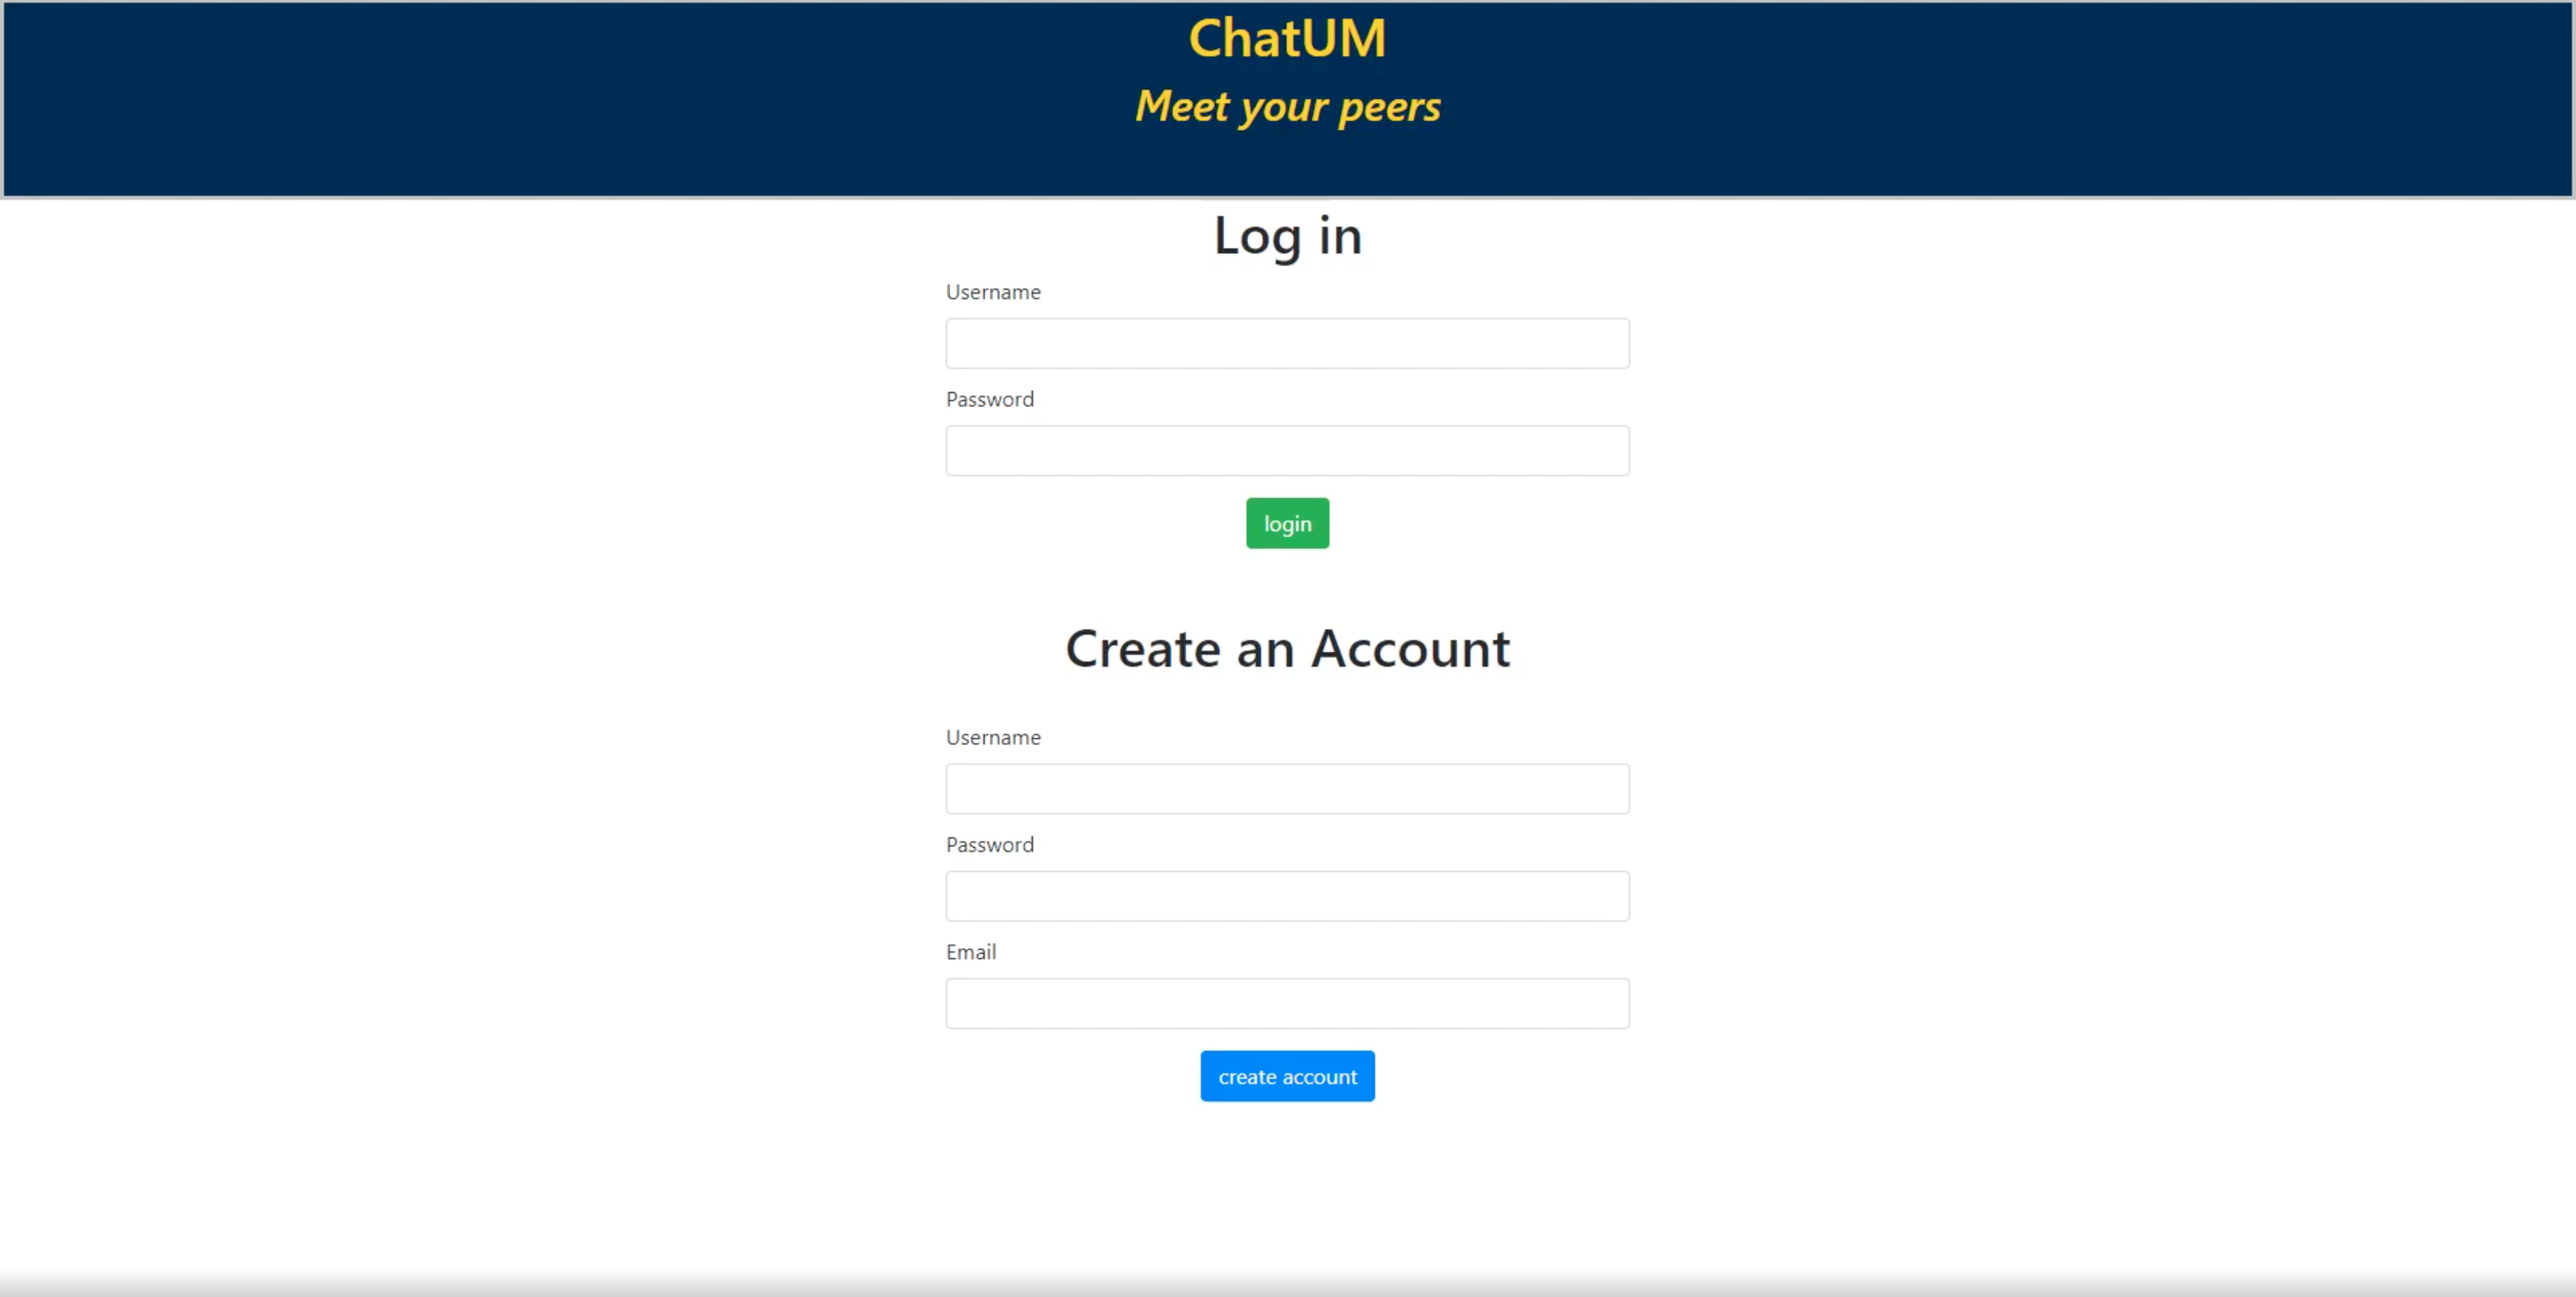 ChatUM
Meet your peers
Log in
Username
Password
login
Create an Account
Username
Password
Email
create account